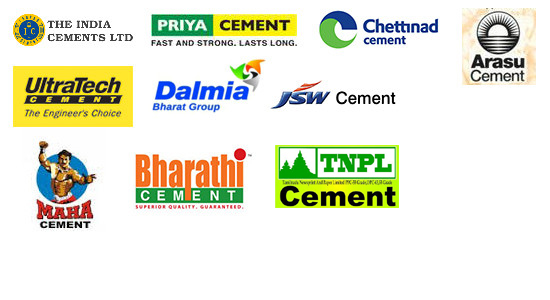 THE INDIA
CEMENTS LTD
PRIYA CEMENT
FAST AND STRONG. LASTS LONG.
Chettinad
cement
Arasu
Cement
UltraTech
CEMENT
The Engineer's Choice
Dalmia
Bharat Group
JSW Cement
MAHA
CEMENT
Bharathi
CEMENT
SUPERIOR QUALITY. GUARANTEED.
TNPL
Cement